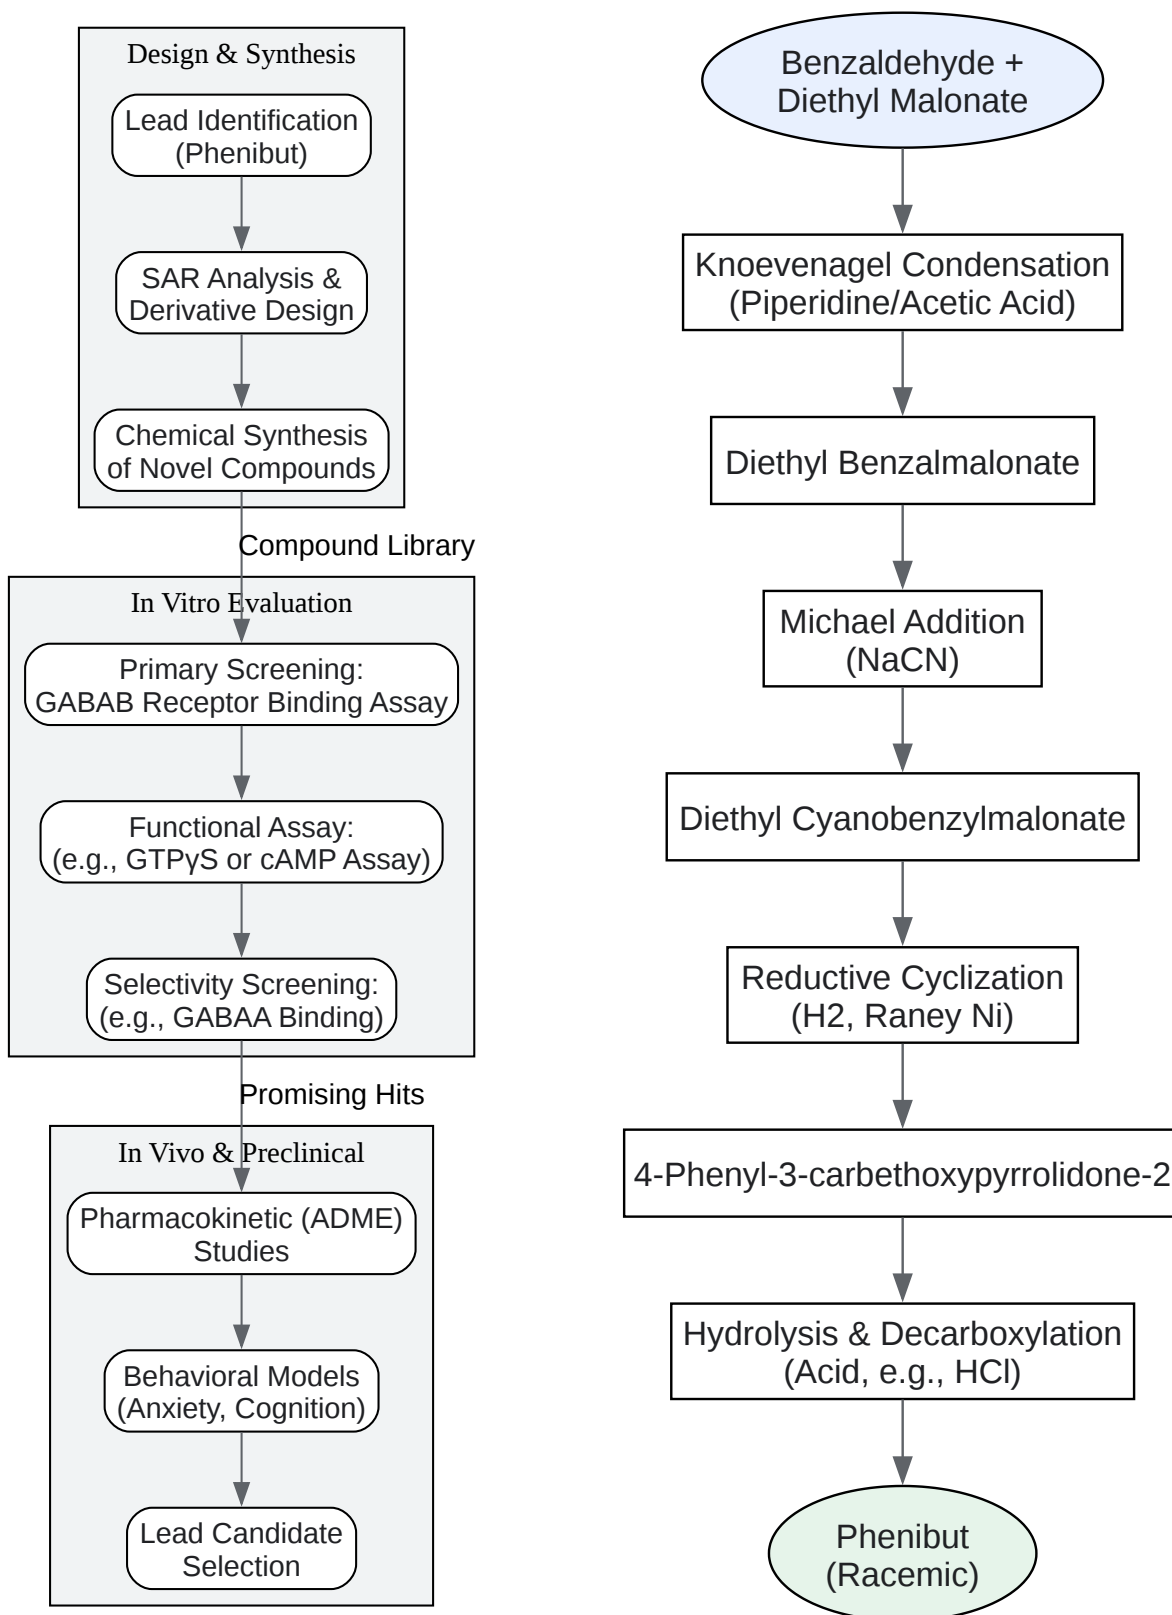 Design & Synthesis
Lead Identification
(Phenibut)
SAR Analysis &
Derivative Design
Chemical Synthesis
of Novel Compounds
Compound Library
In Vitro Evaluation
Primary Screening:
GABAB Receptor Binding Assay
Functional Assay:
(e.g., GTPγS or cAMP Assay)
Selectivity Screening:
(e.g., GABAA Binding)
Promising Hits
In Vivo & Preclinical
Pharmacokinetic (ADME)
Studies
Behavioral Models
(Anxiety, Cognition)
Lead Candidate
Selection
Benzaldehyde +
Diethyl Malonate
Knoevenagel Condensation
(Piperidine/Acetic Acid)
Diethyl Benzalmalonate
Michael Addition
(NaCN)
Diethyl Cyanobenzylmalonate
Reductive Cyclization
(H2, Raney Ni)
4-Phenyl-3-carbethoxypyrrolidone-2
Hydrolysis & Decarboxylation
(Acid, e.g., HCl)
Phenibut
(Racemic)